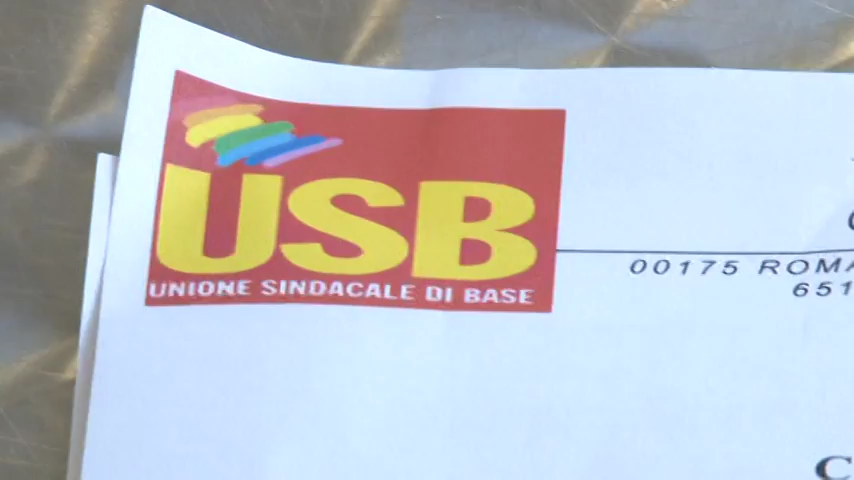 USB
UNIONE SINDACALE DI BASE
00175 ROMA
651